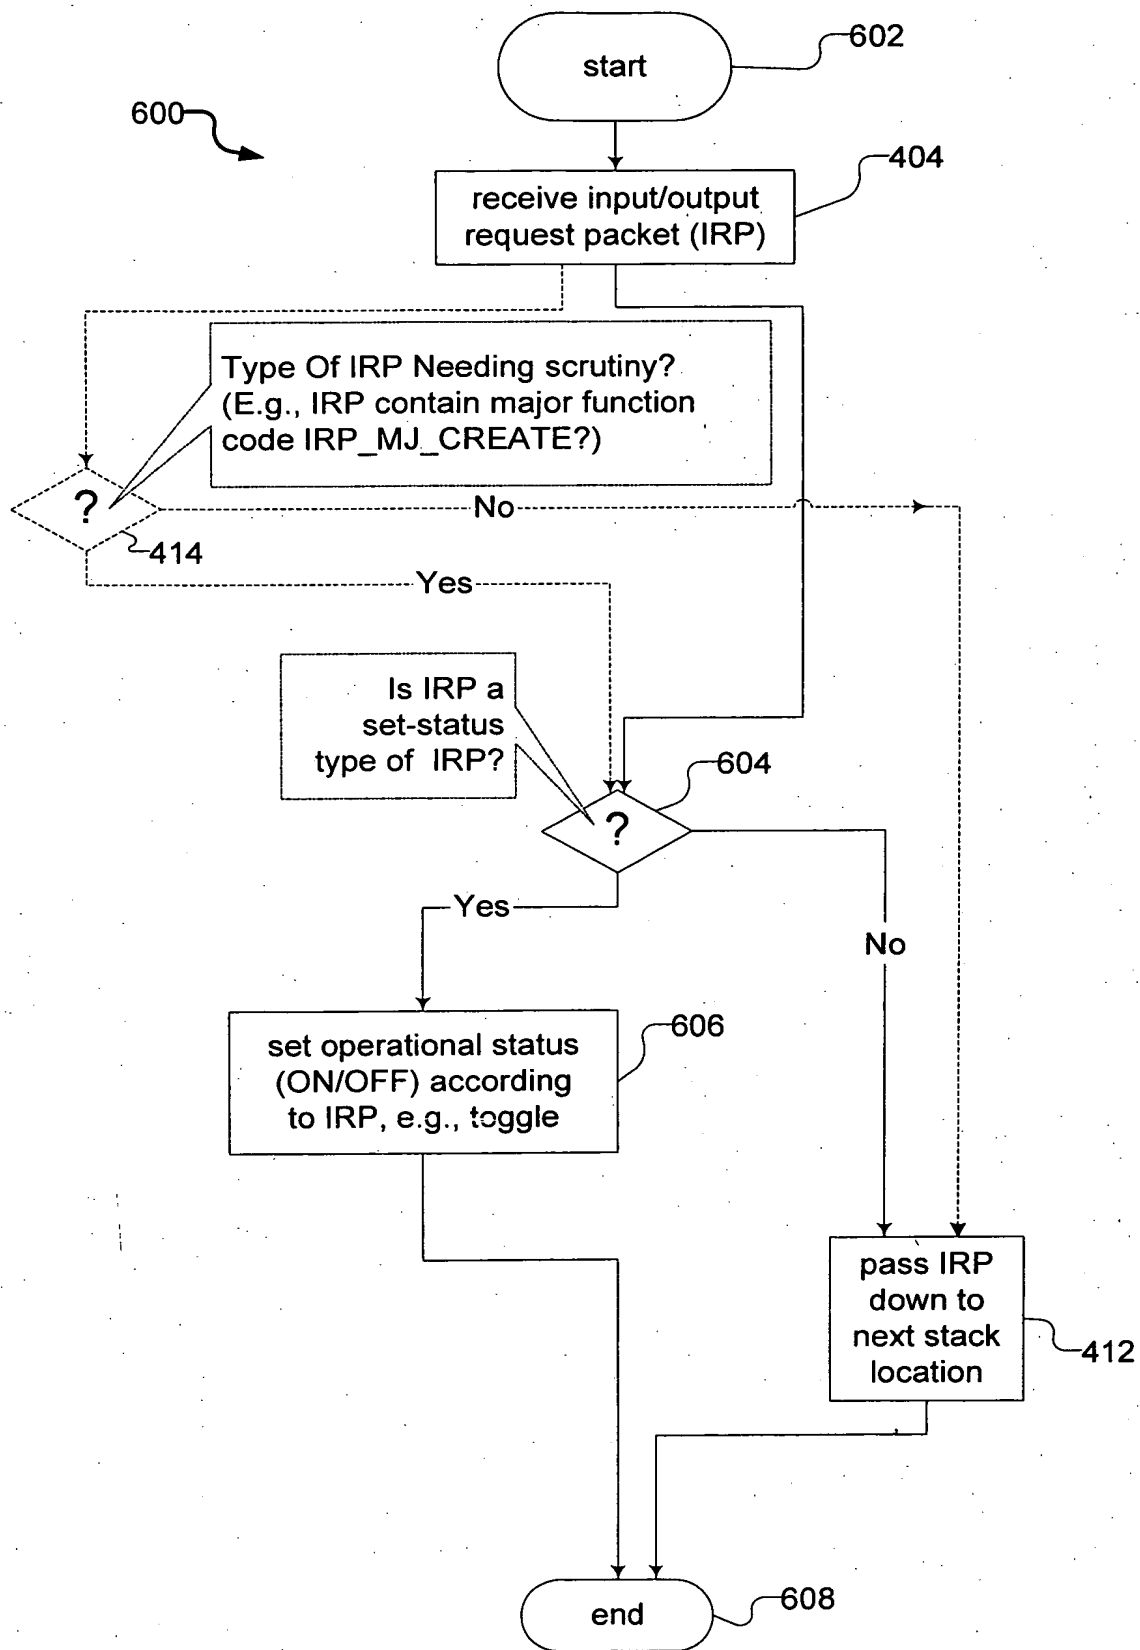 602
start
600
404
receive input/output
request packet (IRP)
Type Of IRP Needing scrutiny?
(E.g., IRP contain major function
code IRP_MJ_CREATE?)
?
No
414
Yes
Is IRP a
set-status
type of IRP?
604
?
Yes
No
606
set operational status
(ON/OFF) according
to IRP, e.g., toggle
pass IRP
down to
next stack
location
412
608
end